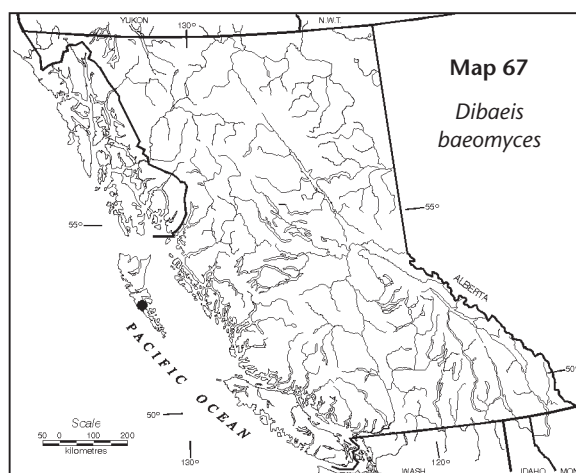 YUKON
130°
N.W.T.
Map 67
Dibaeis
baeomyces
55°
55°
ALBERTA
PACIFIC OCEAN
50°
Scale
50 0 100 200
kilometres
50°
130°
120°
WASH
IDAHO
MON